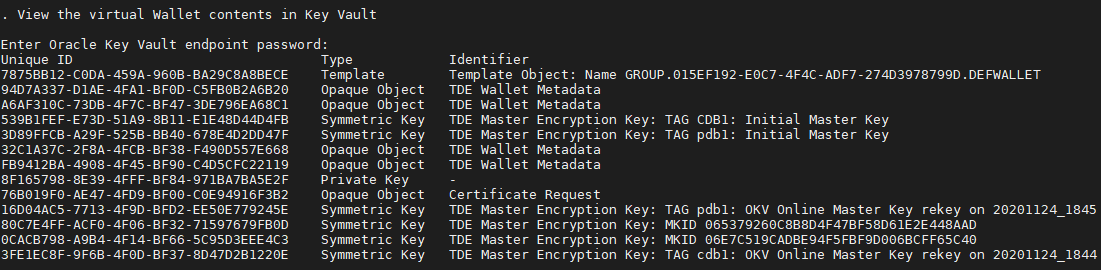 . View the virtual Wallet contents in Key Vault
Enter Oracle Key Vault endpoint password:
Unique ID Type Identifier
7875BB12-C0DA-459A-960B-BA29C8A8BECE Template Template Object: Name GROUP.015EF192-E0C7-4F4C-ADF7-274D3978799D.DEFWALLET
94D7A337-D1AE-4FA1-BF0D-C5FB0B2A6B20 Opaque Object TDE Wallet Metadata
A6AF310C-73DB-4F7C-BF47-3DE796EA68C1 Opaque Object TDE Wallet Metadata
539B1FEF-E73D-51A9-8B11-E1E48D44D4FB Symmetric Key TDE Master Encryption Key: TAG CDB1: Initial Master Key
3D89FFCB-A29F-525B-BB40-678E4D2DD47F Symmetric Key TDE Master Encryption Key: TAG pdb1: Initial Master Key
32C1A37C-2F8A-4FCB-BF38-F490D557E668 Opaque Object TDE Wallet Metadata
FB9412BA-4908-4F45-BF90-C4D5CFC22119 Opaque Object TDE Wallet Metadata
8F165798-8E39-4FFF-BF84-971BA7BA5E2F Private Key -
76B019F0-AE47-4FD9-BF00-C0E94916F3B2 Opaque Object Certificate Request
16D04AC5-7713-4F9D-BFD2-EE50E779245E Symmetric Key TDE Master Encryption Key: TAG pdb1: OKV Online Master Key rekey on 20201124_1845
80C7E4FF-ACF0-4F06-BF32-71597679FB0D Symmetric Key TDE Master Encryption Key: MKID 065379260C8B8D4F47BF58D61E2E448AAD
0CACB798-A9B4-4F14-BF66-5C95D3EEE4C3 Symmetric Key TDE Master Encryption Key: MKID 06E7C519CADBE94F5FBF9D006BCFF65C40
3FE1EC8F-9F6B-4F0D-BF37-8D47D2B1220E Symmetric Key TDE Master Encryption Key: TAG cdb1: OKV Online Master Key rekey on 20201124_1844